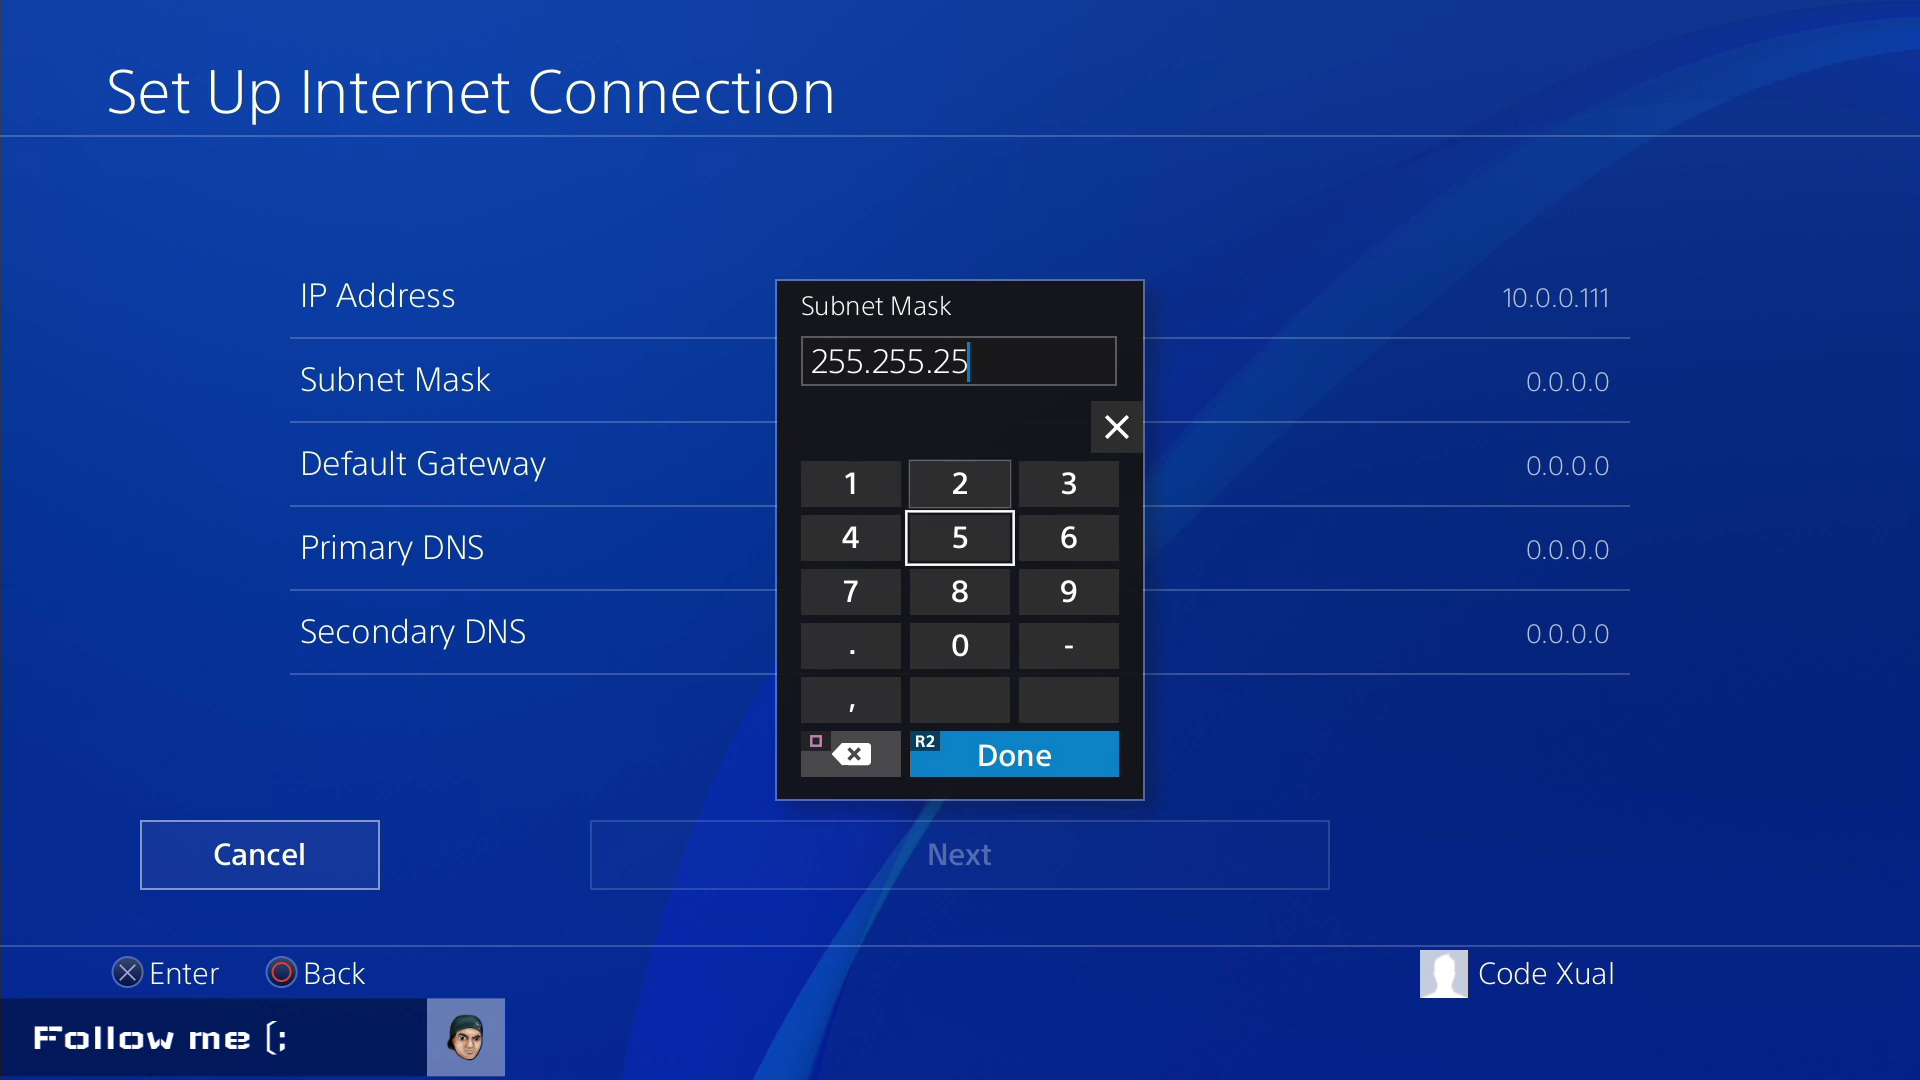 Set Up Internet Connection
IP Address 10.0.0.111
Subnet Mask 0.0.0.0
Default Gateway 0.0.0.0
Primary DNS 0.0.0.0
Secondary DNS 0.0.0.0
Subnet Mask
255.255.25
1 2 3
4 5 6
7 8 9
. 0 -
,
R2 Done
Cancel
Next
Enter Back
Code Xual
Follow me (;